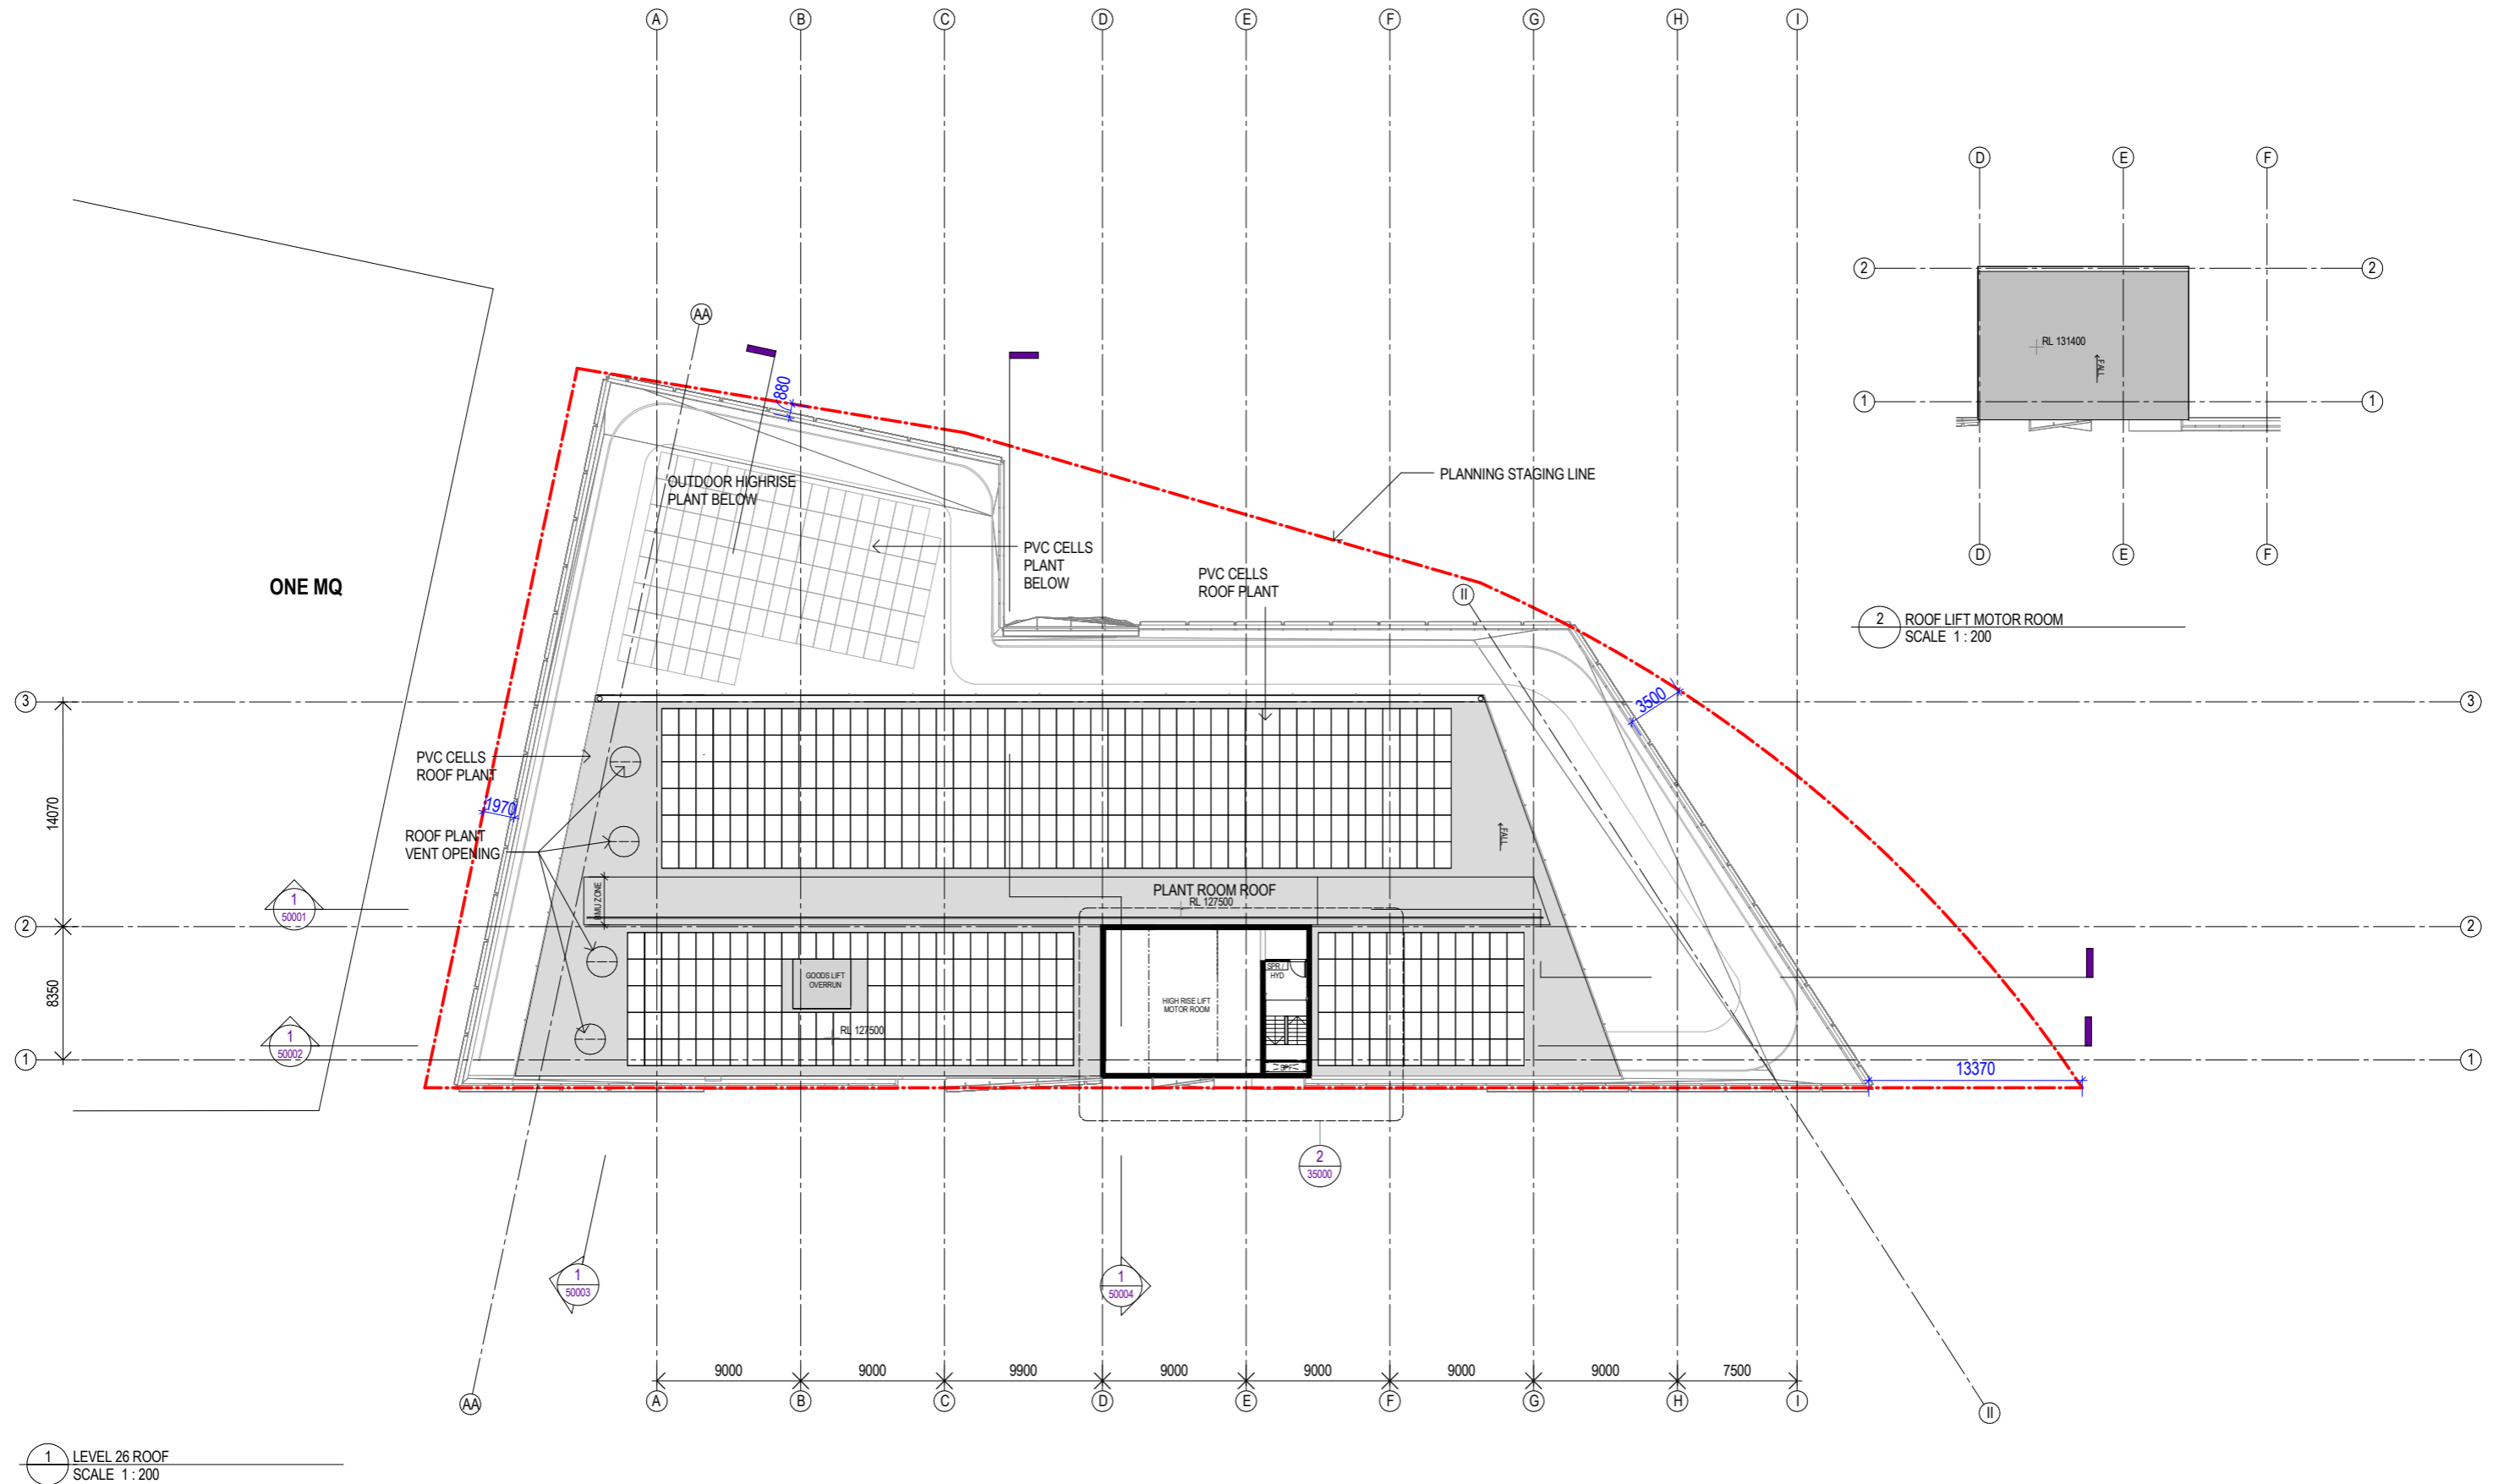 A B C D E F G H I
D E F
2 2
AA
RL 131400
FALL
1 1
880
OUTDOOR HIGHRISE
PLANT BELOW
PLANNING STAGING LINE
PVC CELLS
PLANT
BELOW
D E F
PVC CELLS
ROOF PLANT
ONE MQ
II
2 ROOF LIFT MOTOR ROOM
SCALE 1 : 200
3 3
3500
PVC CELLS
ROOF PLANT
1970
14070
ROOF PLANT
VENT OPENING
FALL
BMU ZONE
PLANT ROOM ROOF
RL 127500
1
50001
2 2
GOODS LIFT
OVERRUN
SPR /
HYD
HIGH RISE LIFT
MOTOR ROOM
8350
RL 127500
1
50002
1 1
13370
2
35000
1
50003
1
50004
9000 9000 9900 9000 9000 9000 9000 7500
AA A B C D E F G H I II
1 LEVEL 26 ROOF
SCALE 1 : 200